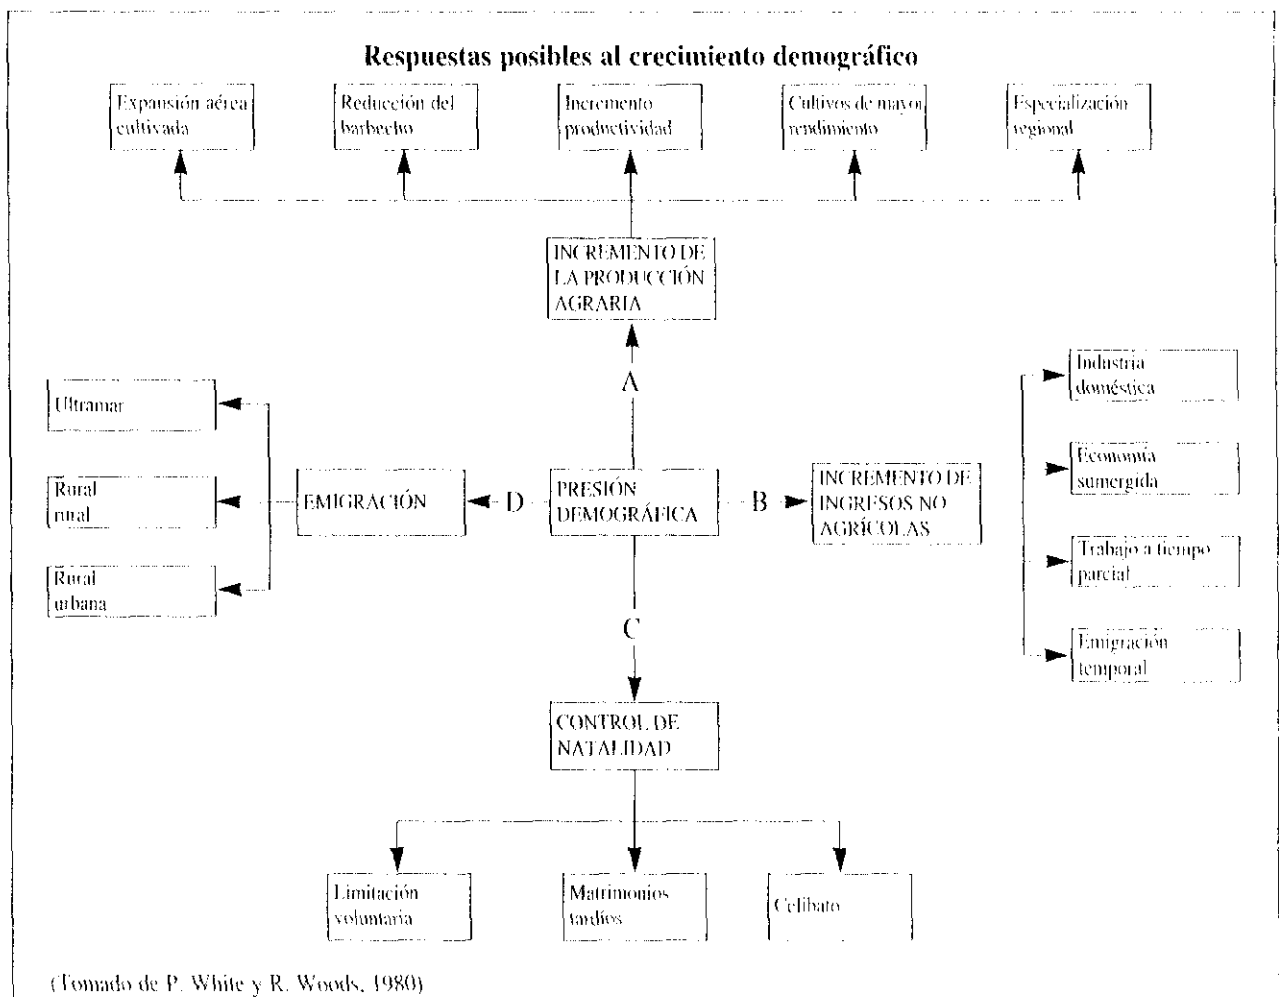 Respuestas posibles al crecimiento demográfico
Expansión aérea
cultivada
Reducción del
barbecho
Incremento
productividad
Cultivos de mayor
rendimiento
Especialización
regional
INCREMENTO DE
LA PRODUCCIÓN
AGRARIA
A
Industria
doméstica
Ultramar
Economía
sumergida
Rural
rural
EMIGRACIÓN
D
PRESIÓN
DEMOGRÁFICA
B
INCREMENTO DE
INGRESOS NO
AGRÍCOLAS
Trabajo a tiempo
parcial
Rural
urbana
C
Emigración
temporal
CONTROL DE
NATALIDAD
Limitación
voluntaria
Matrimonios
tardíos
Celibato
(Tomado de P. White y R. Woods, 1980)